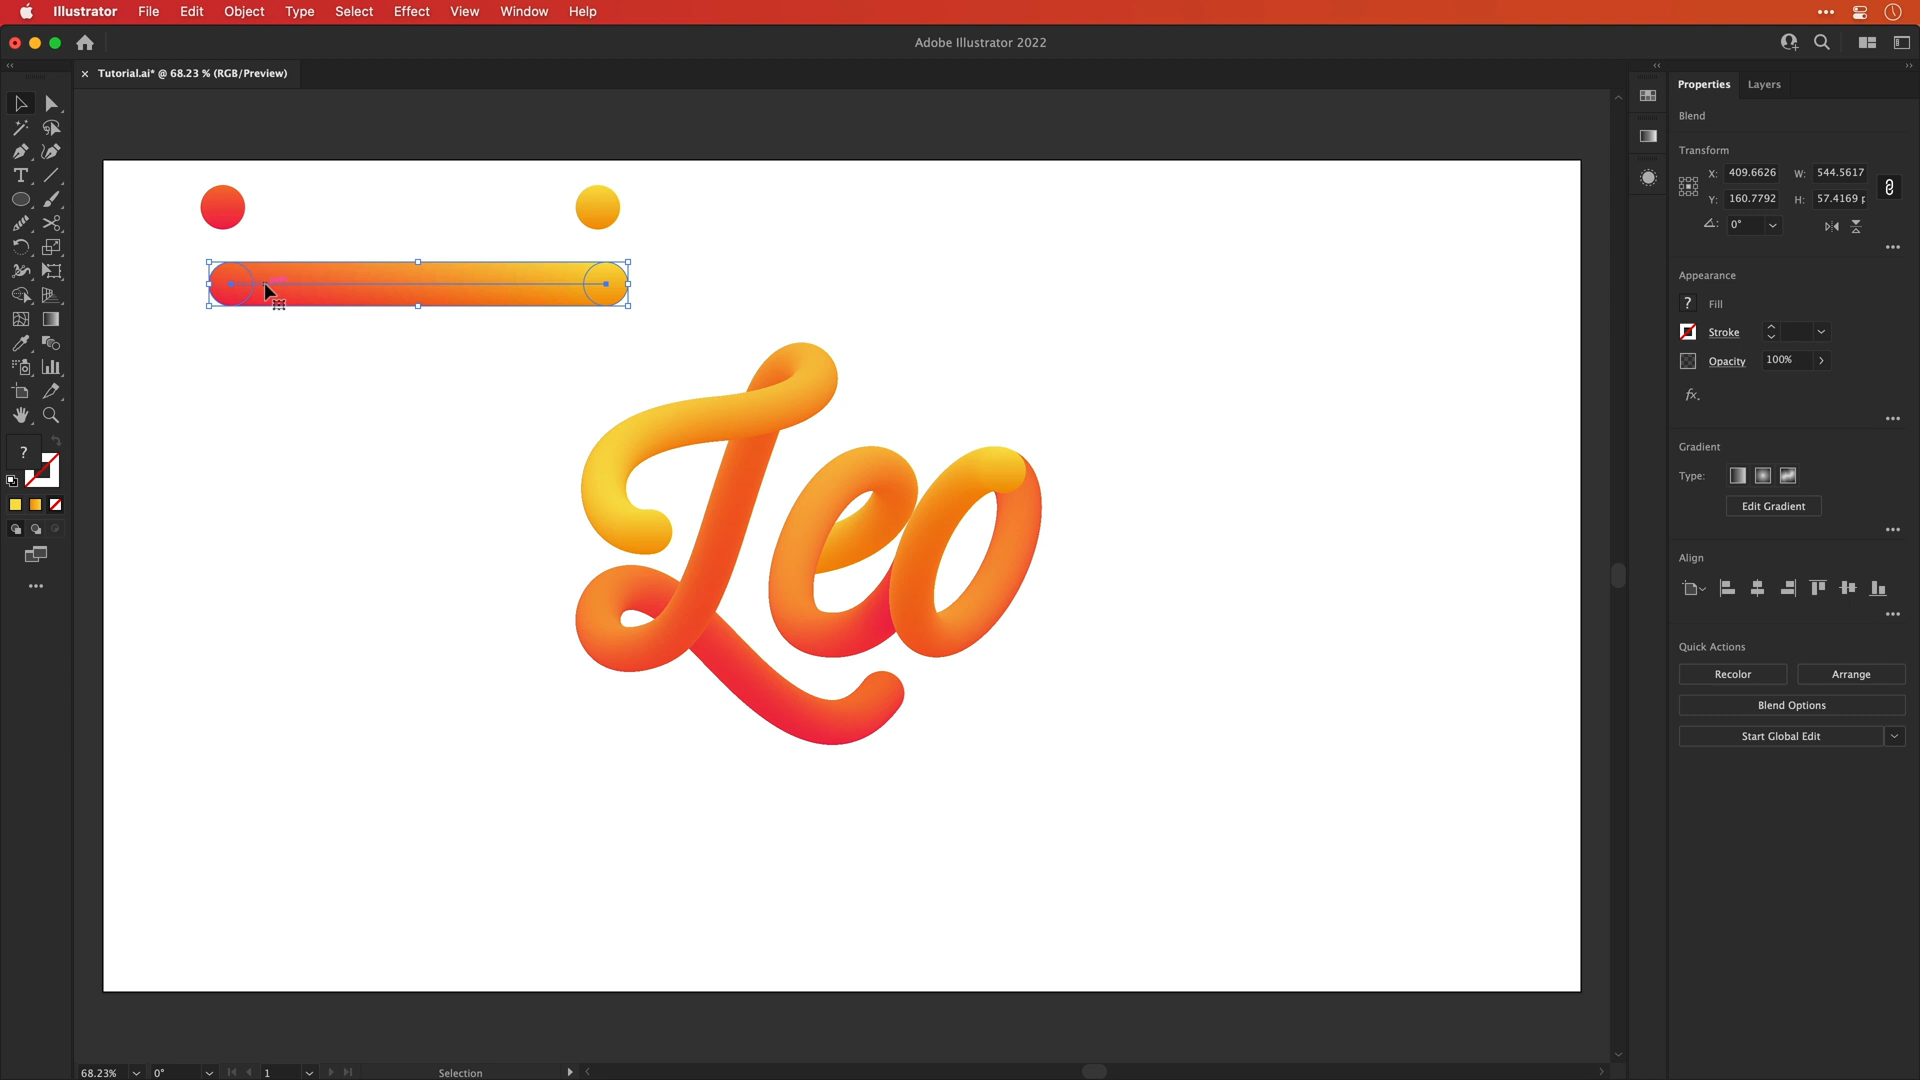 Illustrator File Edit Object Type Select Effect View Window Help
Adobe Illustrator 2022
Tutorial.ai* @ 68.23 % (RGB/Preview)
Properties Layers
Blend
Transform
X: 409.6626 W: 544.5617
Y: 160.7792 H: 57.4169 p
0°
Appearance
? Fill
Stroke
Opacity 100%
fx.
Gradient
Type:
Edit Gradient
Align
Quick Actions
Recolor Arrange
Blend Options
Start Global Edit
?
Leo
68.23% 0° 1 Selection